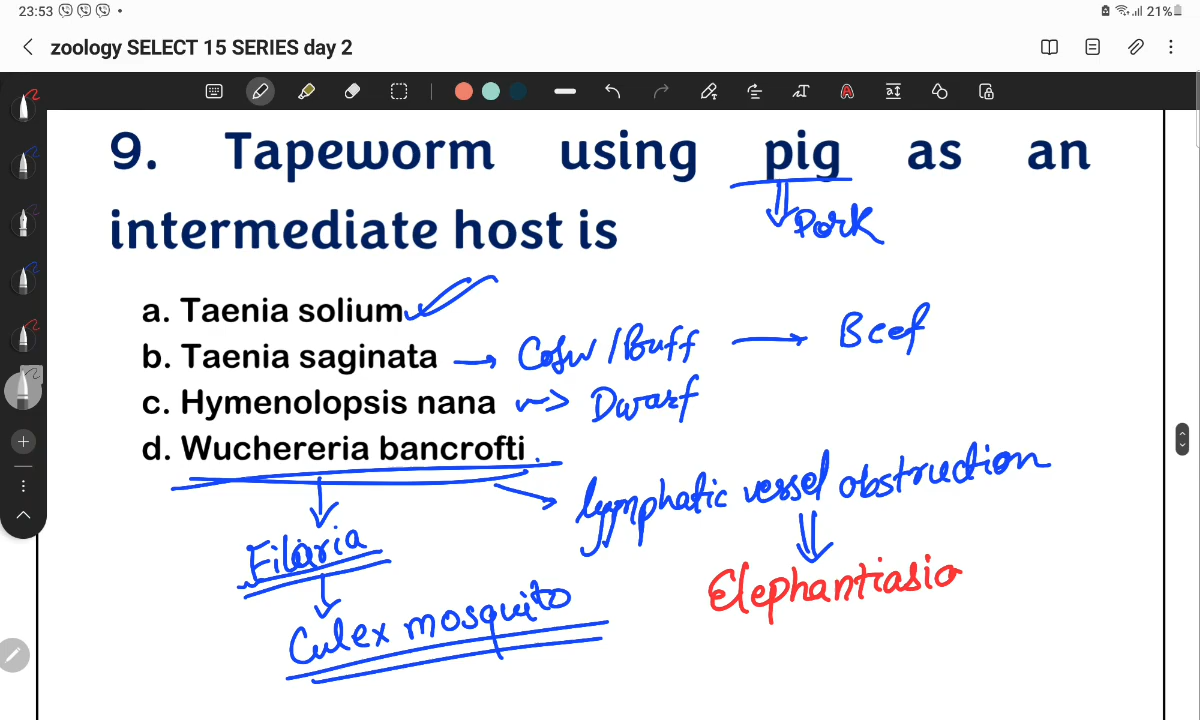 23:53
21%
zoology SELECT 15 SERIES day 2
9. Tapeworm using pig as an
intermediate host is
Pork
a. Taenia solium
b. Taenia saginata → Cow/Buff → Beef
c. Hymenolopsis nana → Dwarf
d. Wuchereria bancrofti
lymphatic vessel obstruction
Filaria
Elephantiasis
Culex mosquito